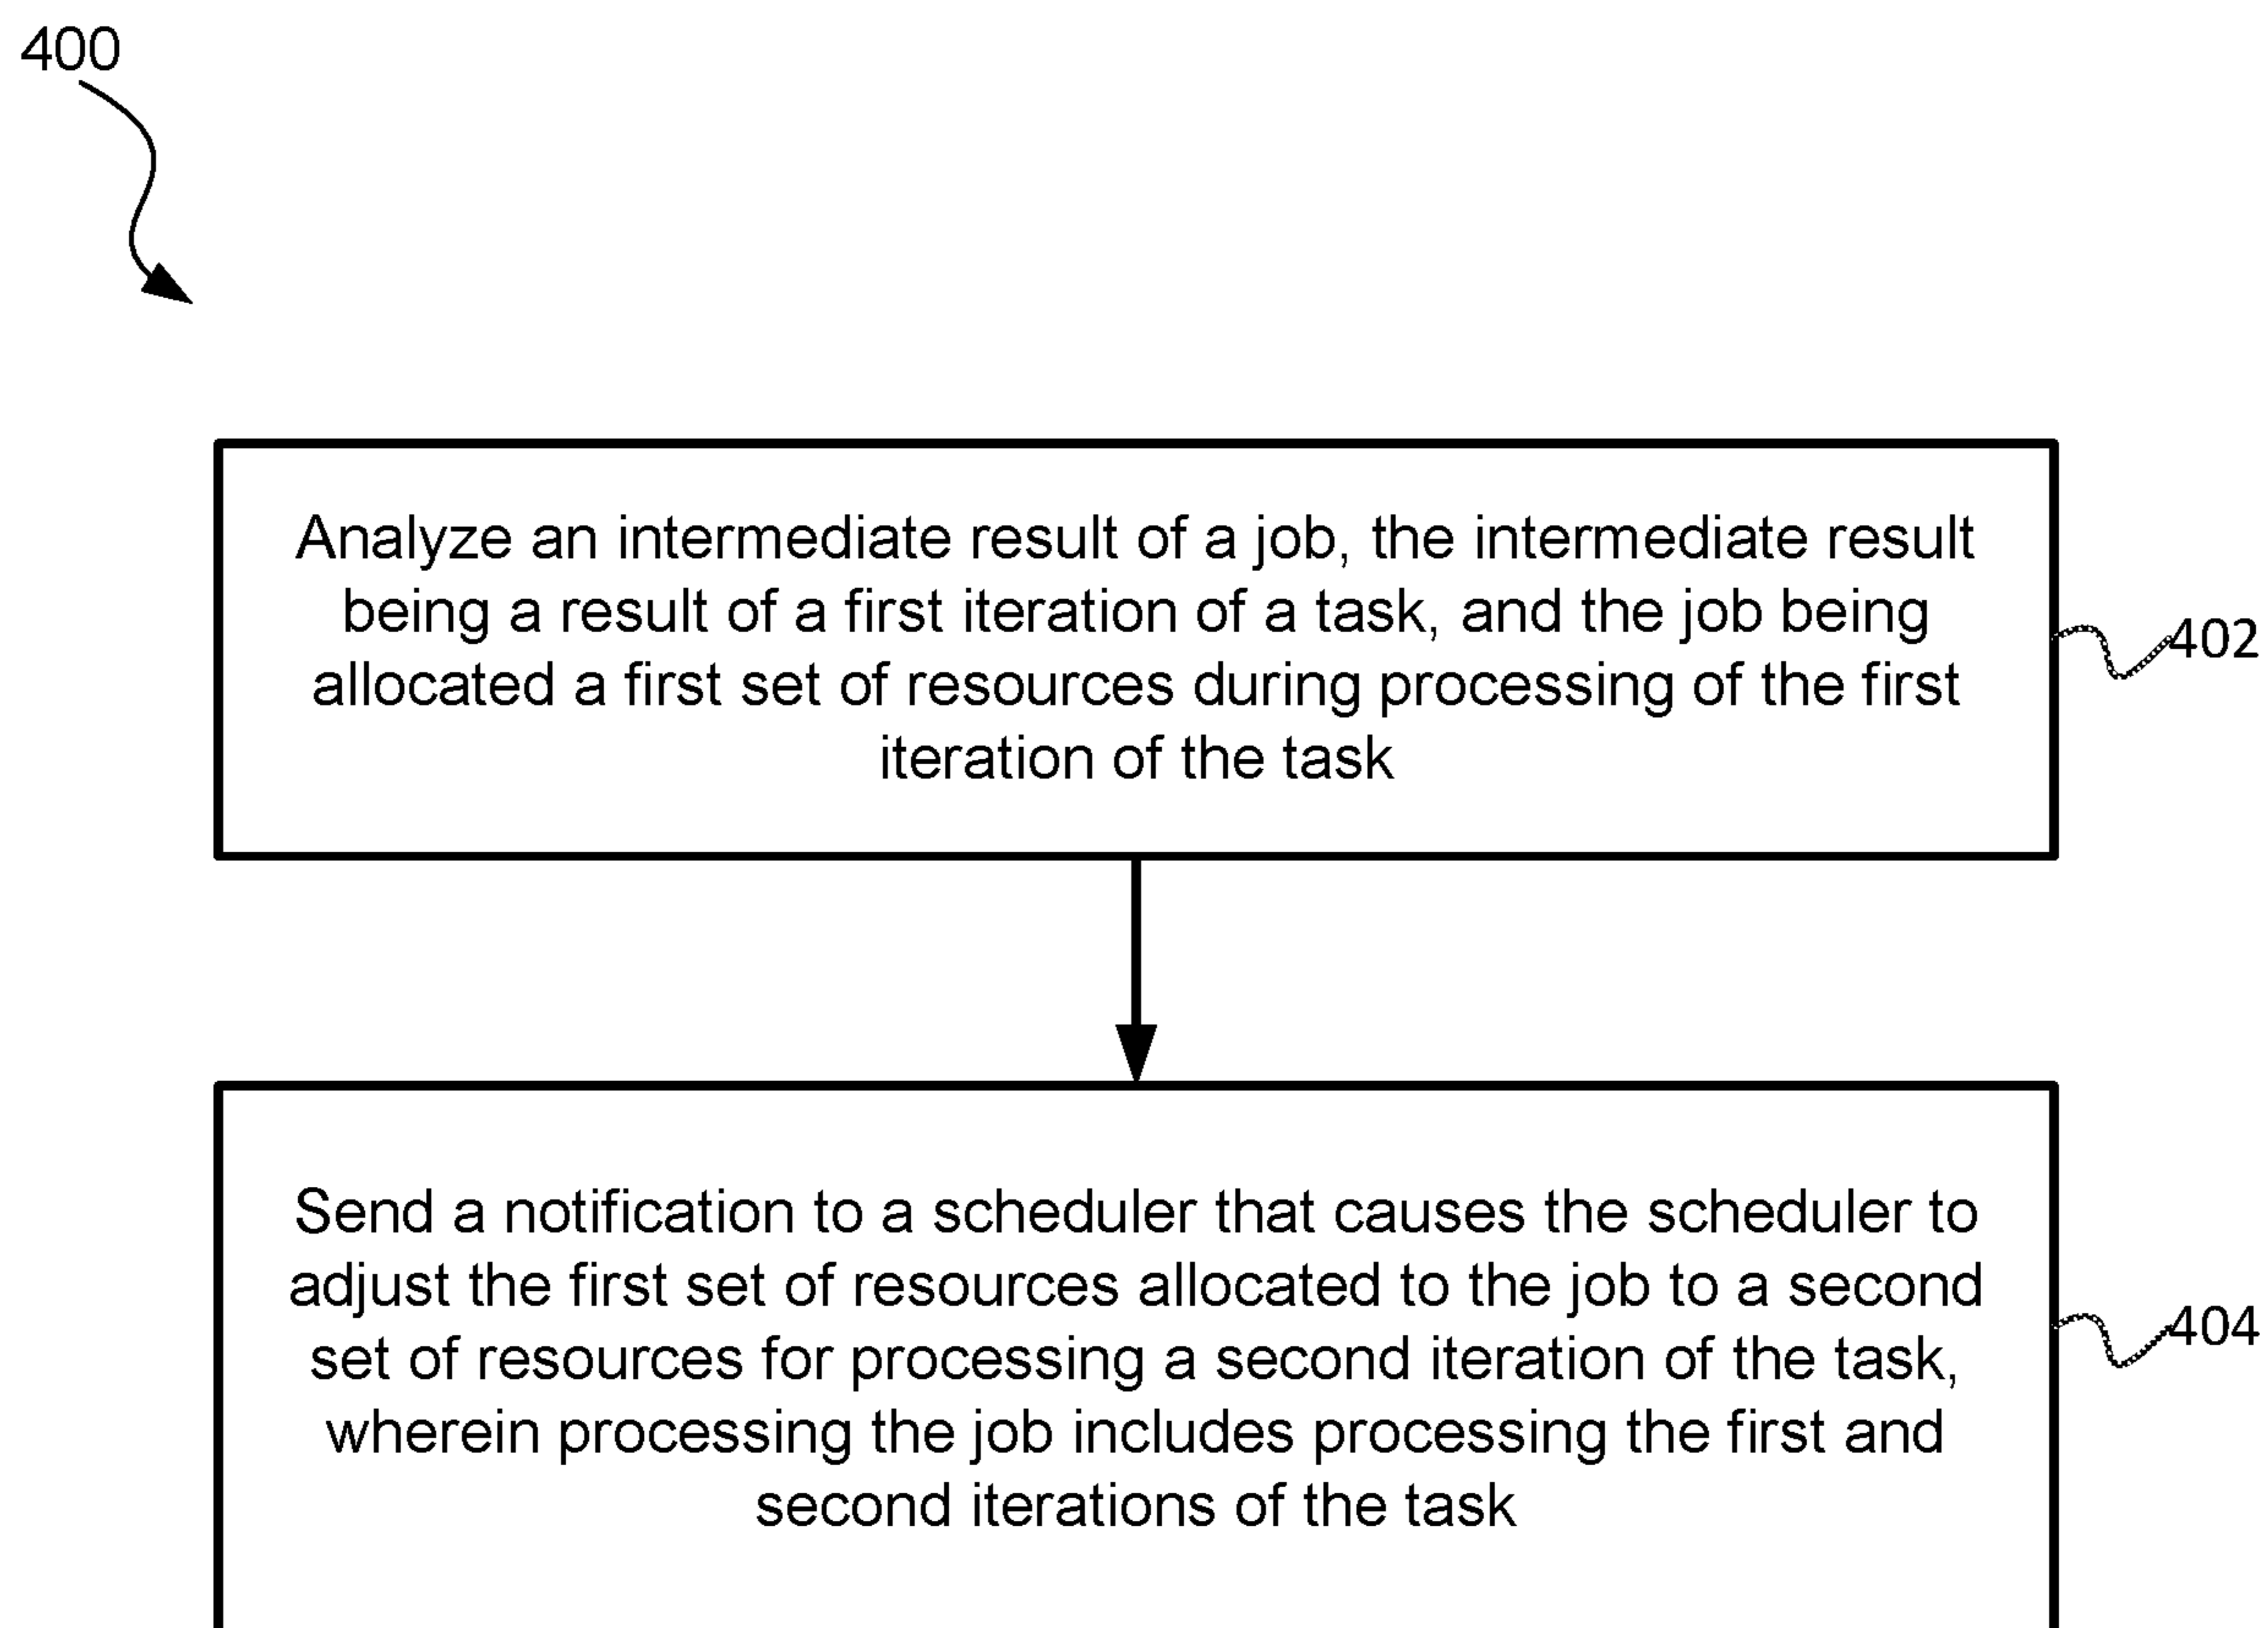 400
Analyze an intermediate result of a job, the intermediate result
being a result of a first iteration of a task, and the job being
allocated a first set of resources during processing of the first
iteration of the task
402
Send a notification to a scheduler that causes the scheduler to
adjust the first set of resources allocated to the job to a second
set of resources for processing a second iteration of the task,
wherein processing the job includes processing the first and
second iterations of the task
404